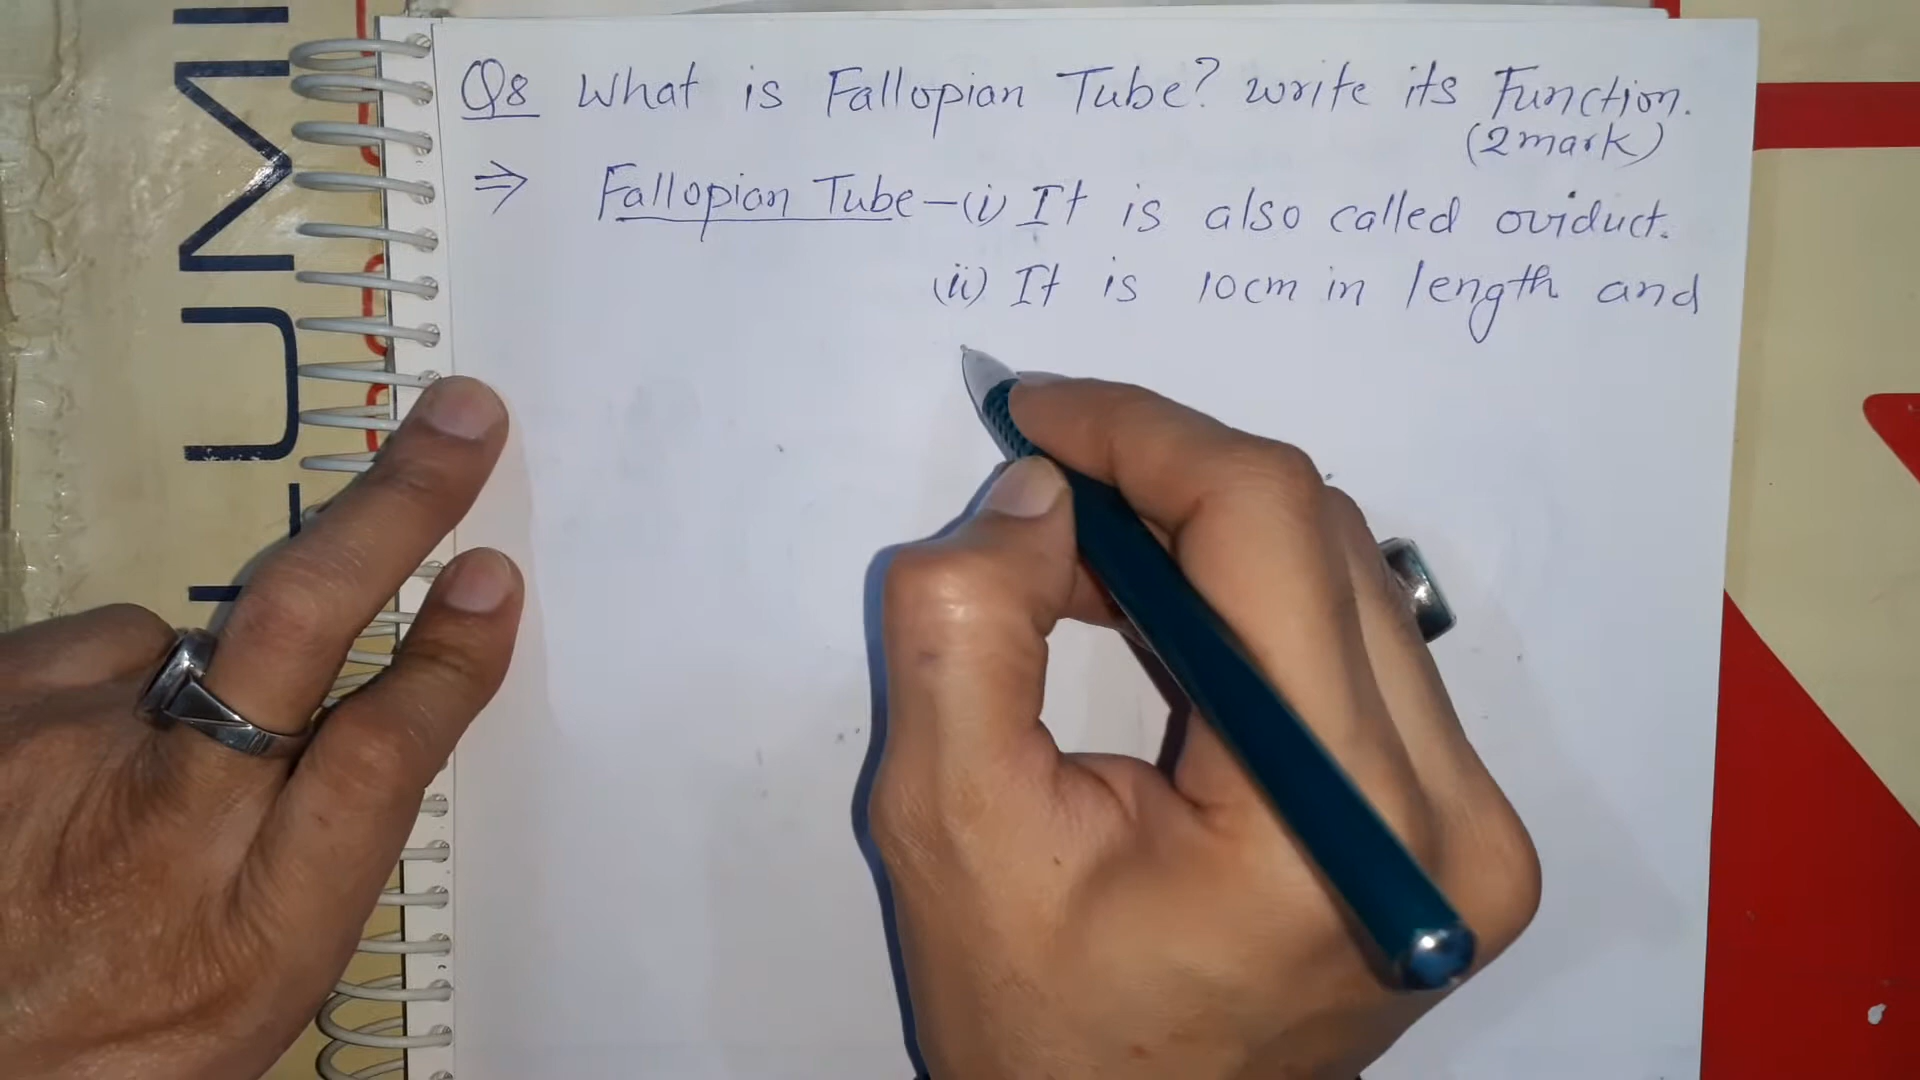 Q8 What is Fallopian Tube? write its Function.
(2mark)
⇒ Fallopian Tube - (i) It is also called oviduct.
(ii) It is 10cm in length and